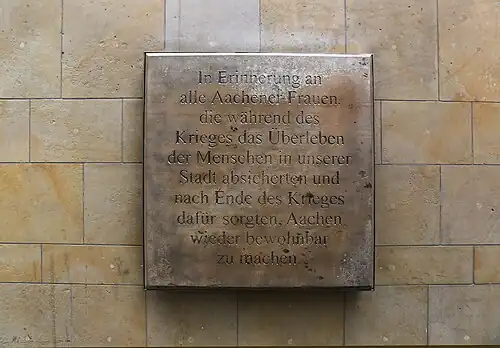 In Erinnerung an
alle Aachener Frauen,
die während des
Krieges das Überleben
der Menschen in unserer
Stadt absicherten und
nach Ende des Krieges
dafür sorgten, Aachen
wieder bewohnbar
zu machen